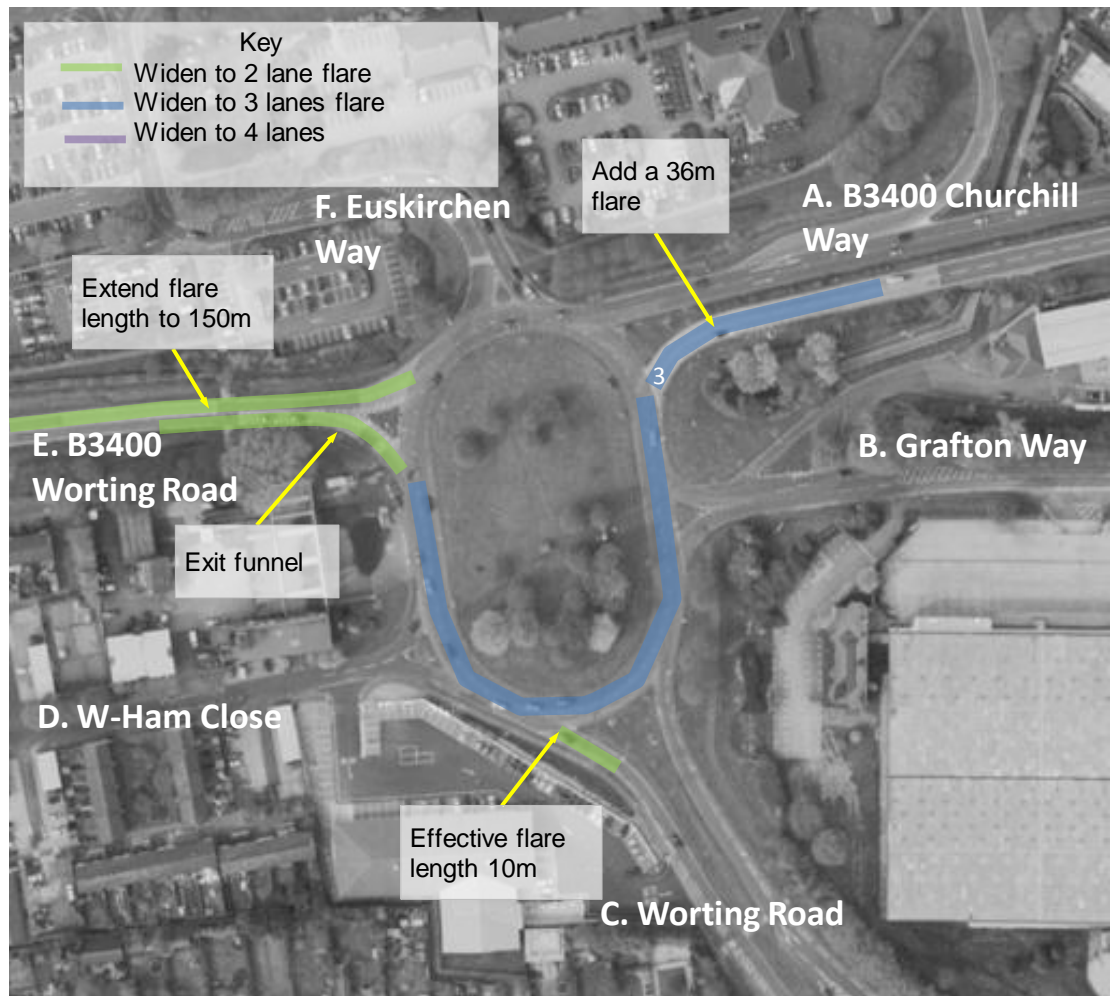 Key
Widen to 2 lane flare
Widen to 3 lanes flare
Widen to 4 lanes
Add a 36m
flare
A. B3400 Churchill
Way
F. Euskirchen
Way
Extend flare
length to 150m
3
E. B3400
Worting Road
B. Grafton Way
Exit funnel
D. W-Ham Close
Effective flare
length 10m
C. Worting Road